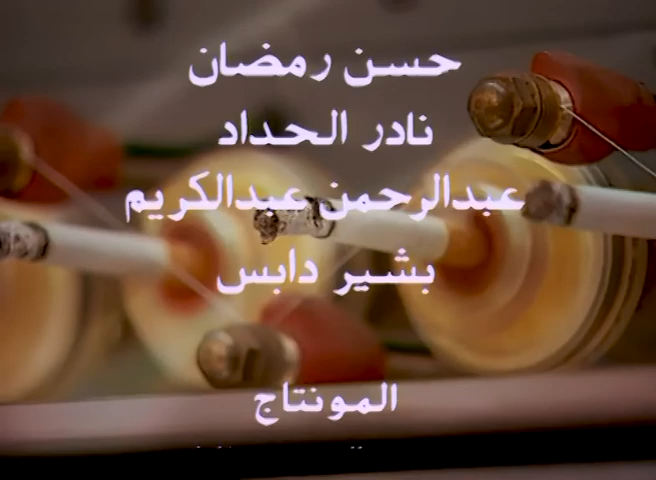 حسن رمضان
نادر الحداد
عبدالرحمن عبدالكريم
بشير دابس
المونتاج